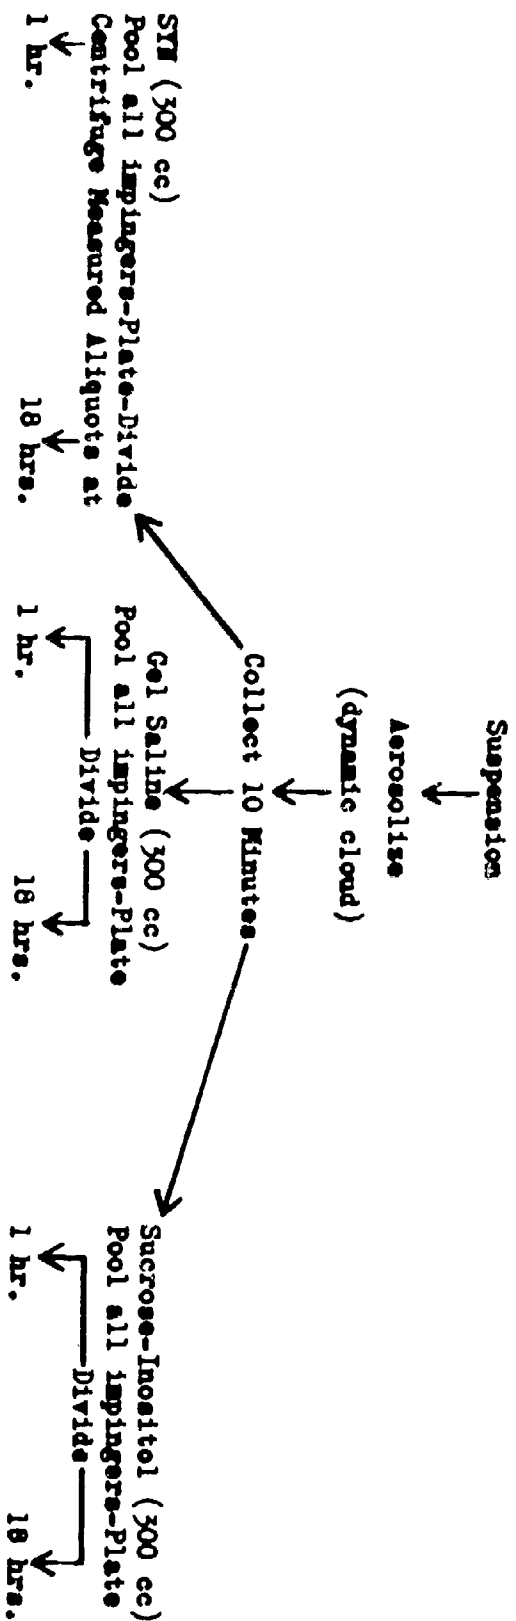 Suspension
Aerosolize
(dynamic cloud)
Collect 10 Minutes
SYM (300 cc)
Pool all impingers-Plate-Divide
Centrifuge Measured Aliquots at
1 hr.
18 hrs.
Gel Saline (300 cc)
Pool all impingers-Plate
Divide
1 hr.
18 hrs.
Sucrose-Inositol (300 cc)
Pool all impingers-Plate
Divide
1 hr.
18 hrs.